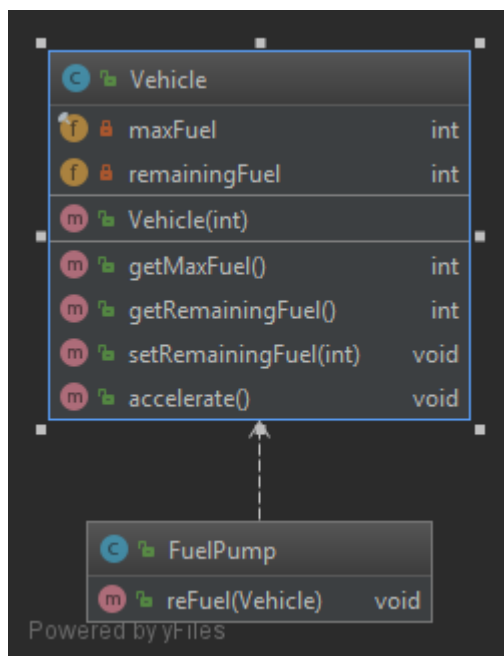 C Vehicle
f maxFuel int
f remainingFuel int
m Vehicle(int)
m getMaxFuel() int
m getRemainingFuel() int
m setRemainingFuel(int) void
m accelerate() void
C FuelPump
m reFuel(Vehicle) void
Powered by yFiles